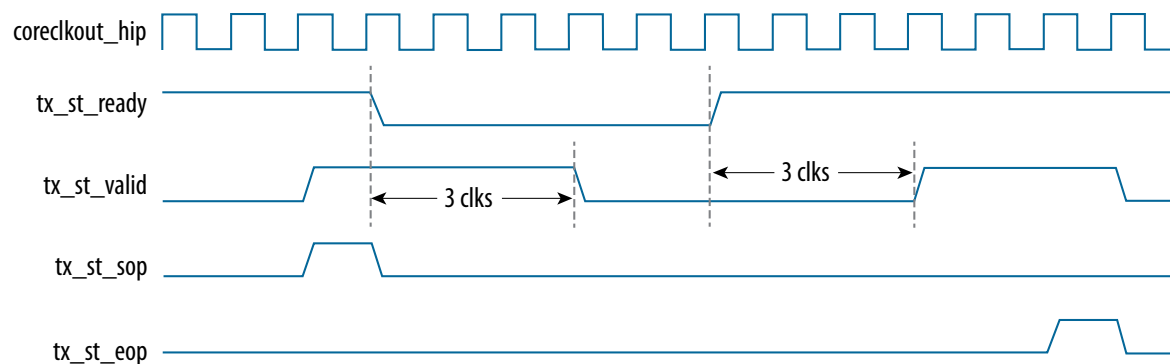 coreclkout_hip
tx_st_ready
tx_st_valid
3 clks
3 clks
tx_st_sop
tx_st_eop